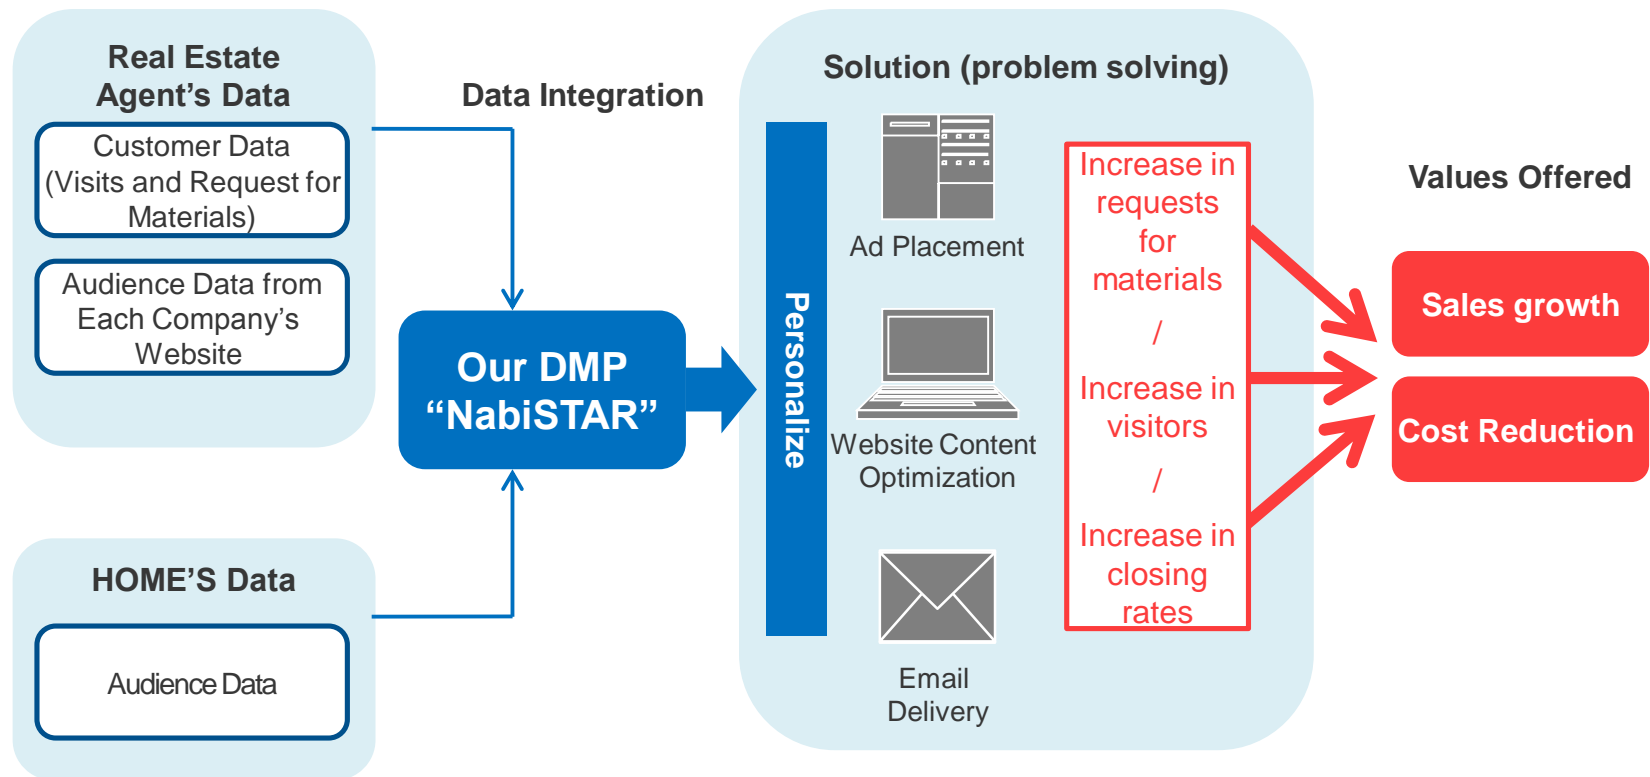 Real Estate
Agent’s Data
Customer Data
(Visits and Request for
Materials)
Audience Data from
Each Company’s
Website
HOME’S Data
Audience Data
Data Integration
Our DMP
“NabiSTAR”
Solution (problem solving)
Personalize
Ad Placement
Website Content
Optimization
Email
Delivery
Increase in
requests
for
materials
/
Increase in
visitors
/
Increase in
closing
rates
Values Offered
Sales growth
Cost Reduction